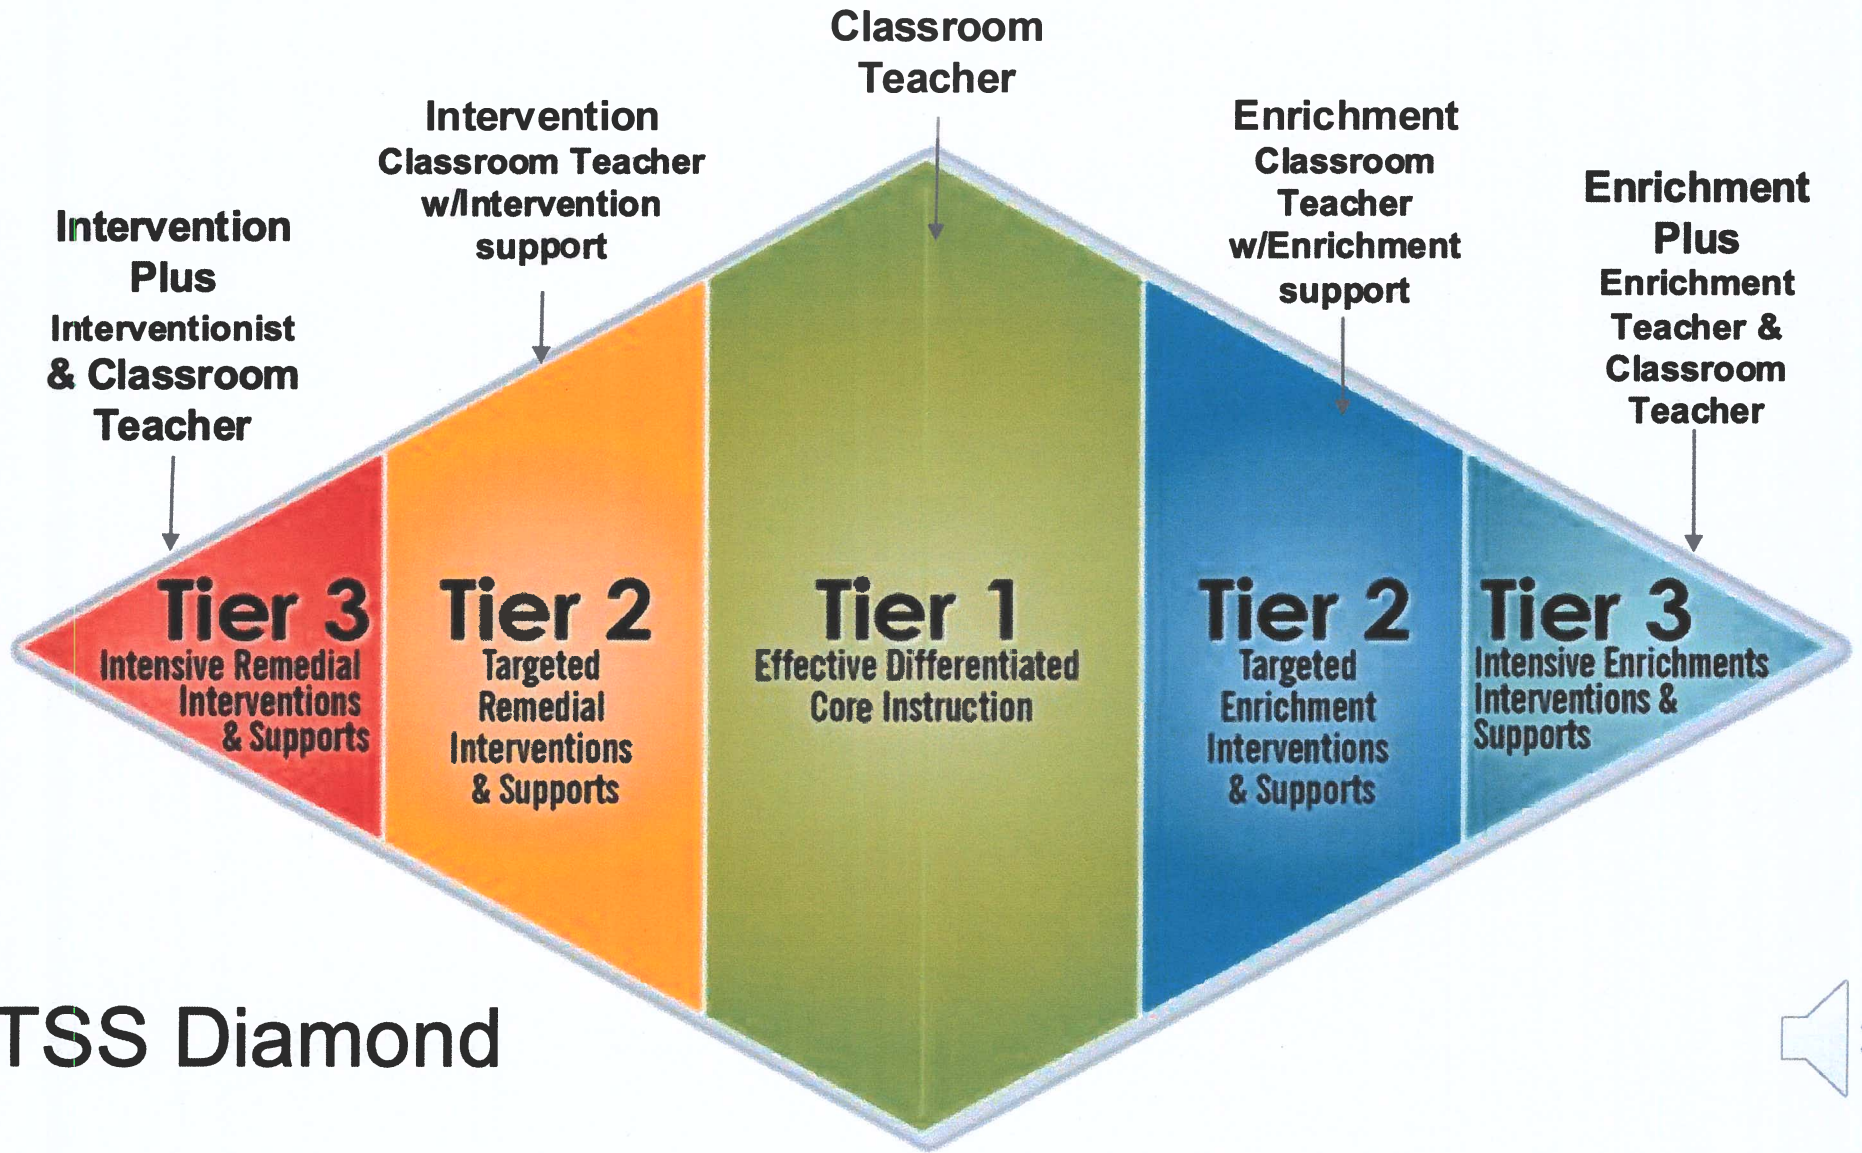 Classroom
Teacher
Intervention
Classroom Teacher
w/Intervention
support
Enrichment
Classroom
Teacher
w/Enrichment
support
Intervention
Plus
Interventionist
& Classroom
Teacher
Enrichment
Plus
Enrichment
Teacher &
Classroom
Teacher
Tier 3
Intensive Remedial
Interventions
& Supports
Tier 2
Targeted
Remedial
Interventions
& Supports
Tier 1
Effective Differentiated
Core Instruction
Tier 2
Targeted
Enrichment
Interventions
& Supports
Tier 3
Intensive Enrichments
Interventions &
Supports
TSS Diamond